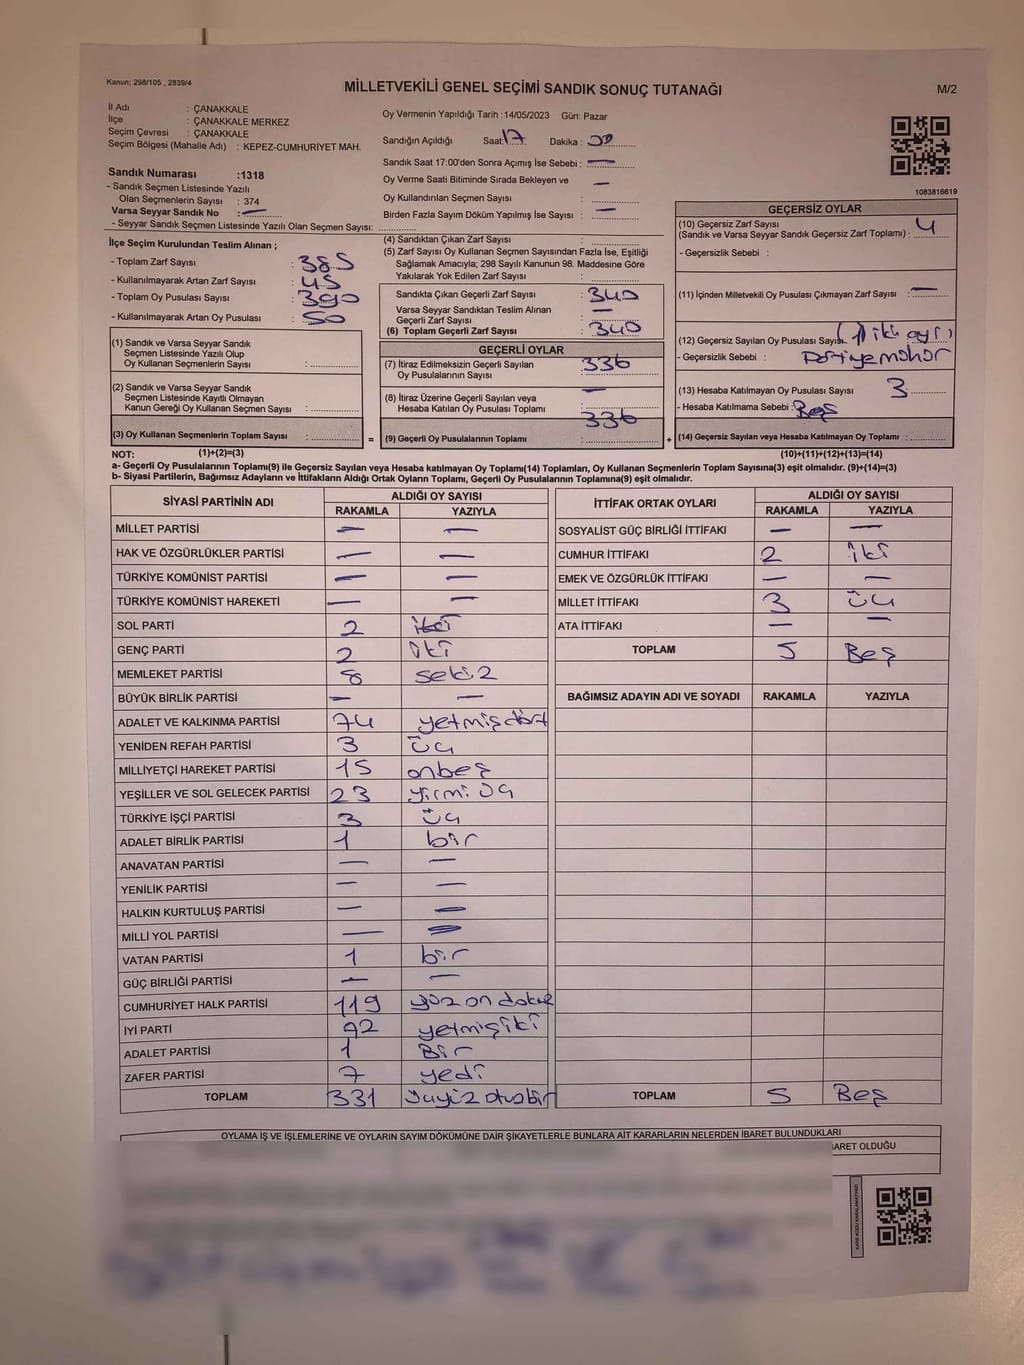 Kanun; 298/105 , 2839/4
MİLLETVEKİLİ GENEL SEÇİMİ SANDIK SONUÇ TUTANAĞI
M/2
İl Adı : ÇANAKKALE
İlçe : ÇANAKKALE MERKEZ
Seçim Çevresi : ÇANAKKALE
Seçim Bölgesi (Mahalle Adı) : KEPEZ-CUMHURİYET MAH.
Sandık Numarası :1318
- Sandık Seçmen Listesinde Yazılı
Olan Seçmenlerin Sayısı : 374
Varsa Seyyar Sandık No : —
- Seyyar Sandık Seçmen Listesinde Yazılı Olan Seçmen Sayısı:
Oy Vermenin Yapıldığı Tarih :14/05/2023 Gün: Pazar
Sandığın Açıldığı Saat: 17 Dakika : 00
Sandık Saat 17:00'den Sonra Açımış İse Sebebi : —
Oy Verme Saati Bitiminde Sırada Bekleyen ve —
Oy Kullandırılan Seçmen Sayısı :
Birden Fazla Sayım Döküm Yapılmış İse Sayısı : —
1083816619
İlçe Seçim Kurulundan Teslim Alınan ;
- Toplam Zarf Sayısı : 385
- Kullanılmayarak Artan Zarf Sayısı : 45
- Toplam Oy Pusulası Sayısı : 390
- Kullanılmayarak Artan Oy Pusulası : 50
(4) Sandıktan Çıkan Zarf Sayısı :
(5) Zarf Sayısı Oy Kullanan Seçmen Sayısından Fazla İse, Eşitliği
Sağlamak Amacıyla; 298 Sayılı Kanunun 98. Maddesine Göre
Yakılarak Yok Edilen Zarf Sayısı :
Sandıkta Çıkan Geçerli Zarf Sayısı : 340
Varsa Seyyar Sandıktan Teslim Alınan —
Geçerli Zarf Sayısı
(6) Toplam Geçerli Zarf Sayısı : 340
GEÇERSİZ OYLAR
(10) Geçersiz Zarf Sayısı 4
(Sandık ve Varsa Seyyar Sandık Geçersiz Zarf Toplamı) :
- Geçersizlik Sebebi :
(11) İçinden Milletvekili Oy Pusulası Çıkmayan Zarf Sayısı : —
(12) Geçersiz Sayılan Oy Pusulası Sayısı
- Geçersizlik Sebebi :
(13) Hesaba Katılmayan Oy Pusulası Sayısı 3
- Hesaba Katılmama Sebebi : Boş
(14) Geçersiz Sayılan veya Hesaba Katılmayan Oy Toplamı :
(1) Sandık ve Varsa Seyyar Sandık
Seçmen Listesinde Yazılı Olup
Oy Kullanan Seçmenlerin Sayısı :
(2) Sandık ve Varsa Seyyar Sandık
Seçmen Listesinde Kayıtlı Olmayan
Kanun Gereği Oy Kullanan Seçmen Sayısı :
(3) Oy Kullanan Seçmenlerin Toplam Sayısı :
GEÇERLİ OYLAR
(7) İtiraz Edilmeksizin Geçerli Sayılan : 336
Oy Pusulalarının Sayısı
(8) İtiraz Üzerine Geçerli Sayılan veya : —
Hesaba Katılan Oy Pusulası Toplamı
= (9) Geçerli Oy Pusulalarının Toplamı : 336 +
NOT: (1)+(2)=(3)
(10)+(11)+(12)+(13)=(14)
a- Geçerli Oy Pusulalarının Toplamı(9) ile Geçersiz Sayılan veya Hesaba katılmayan Oy Toplamı(14) Toplamları, Oy Kullanan Seçmenlerin Toplam Sayısına(3) eşit olmalıdır. (9)+(14)=(3)
b- Siyasi Partilerin, Bağımsız Adayların ve İttifakların Aldığı Ortak Oyların Toplamı, Geçerli Oy Pusulalarının Toplamına(9) eşit olmalıdır.
SİYASİ PARTİNİN ADI ALDIĞI OY SAYISI
RAKAMLA YAZIYLA
MİLLET PARTİSİ — —
HAK VE ÖZGÜRLÜKLER PARTİSİ — —
TÜRKİYE KOMÜNİST PARTİSİ — —
TÜRKİYE KOMÜNİST HAREKETİ — —
SOL PARTİ 2 iki
GENÇ PARTİ 2 iki
MEMLEKET PARTİSİ 8 sekiz
BÜYÜK BİRLİK PARTİSİ — —
ADALET VE KALKINMA PARTİSİ 74 yetmişdört
YENİDEN REFAH PARTİSİ 3 üç
MİLLİYETÇİ HAREKET PARTİSİ 15 onbeş
YEŞİLLER VE SOL GELECEK PARTİSİ 23 yirmi üç
TÜRKİYE İŞÇİ PARTİSİ 3 üç
ADALET BİRLİK PARTİSİ 1 bir
ANAVATAN PARTİSİ — —
YENİLİK PARTİSİ — —
HALKIN KURTULUŞ PARTİSİ — —
MİLLİ YOL PARTİSİ — —
VATAN PARTİSİ 1 bir
GÜÇ BİRLİĞİ PARTİSİ — —
CUMHURİYET HALK PARTİSİ 119 yüz on dokuz
İYİ PARTİ 72 yetmişiki
ADALET PARTİSİ 1 Bir
ZAFER PARTİSİ 7 yedi
TOPLAM 331 üçyüz otuzbir
İTTİFAK ORTAK OYLARI ALDIĞI OY SAYISI
RAKAMLA YAZIYLA
SOSYALİST GÜÇ BİRLİĞİ İTTİFAKI — —
CUMHUR İTTİFAKI 2 iki
EMEK VE ÖZGÜRLÜK İTTİFAKI — —
MİLLET İTTİFAKI 3 üç
ATA İTTİFAKI — —
TOPLAM 5 Beş
BAĞIMSIZ ADAYIN ADI VE SOYADI RAKAMLA YAZIYLA
TOPLAM 5 Beş
OYLAMA İŞ VE İŞLEMLERİNE VE OYLARIN SAYIM DÖKÜMÜNE DAİR ŞİKAYETLERLE BUNLARA AİT KARARLARIN NELERDEN İBARET BULUNDUKLARI
BARET OLDUĞU